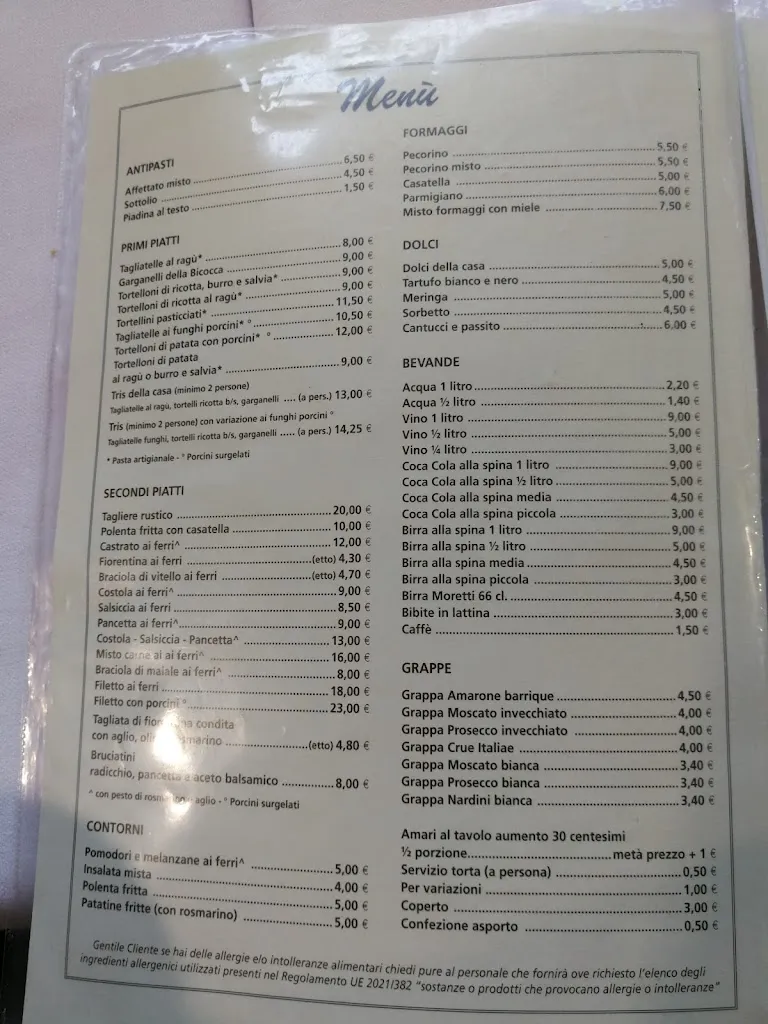 Menù
ANTIPASTI
Affettato misto ........ 6,50 €
Sottolio ........ 4,50 €
Piadina al testo ........ 1,50 €
PRIMI PIATTI
Tagliatelle al ragù* ........ 8,00 €
Garganelli della Bicocca ........ 9,00 €
Tortelloni di ricotta, burro e salvia* ........ 9,00 €
Tortelloni di ricotta al ragù* ........ 9,00 €
Tortellini pasticciati* ........ 11,50 €
Tagliatelle ai funghi porcini* ° ........ 10,50 €
Tortelloni di patata con porcini* ° ........ 12,00 €
Tortelloni di patata
al ragù o burro e salvia* ........ 9,00 €
Tris della casa (minimo 2 persone)
Tagliatelle al ragù, tortelli ricotta b/s, garganelli .... (a pers.) 13,00 €
Tris (minimo 2 persone) con variazione ai funghi porcini °
Tagliatelle funghi, tortelli ricotta b/s, garganelli ..... (a pers.) 14,25 €
* Pasta artigianale - ° Porcini surgelati
SECONDI PIATTI
Tagliere rustico ........ 20,00 €
Polenta fritta con casatella ........ 10,00 €
Castrato ai ferri^ ........ 12,00 €
Fiorentina ai ferri ........ (etto) 4,30 €
Braciola di vitello ai ferri ........ (etto) 4,70 €
Costola ai ferri^ ........ 9,00 €
Salsiccia ai ferri ........ 8,50 €
Pancetta ai ferri^ ........ 9,00 €
Costola - Salsiccia - Pancetta^ ........ 13,00 €
Misto carne ai ferri^ ........ 16,00 €
Braciola di maiale ai ferri^ ........ 8,00 €
Filetto ai ferri ........ 18,00 €
Filetto con porcini ° ........ 23,00 €
Tagliata di condita
con aglio, ........ (etto) 4,80 €
Bruciatini
radicchio, pancetta e aceto balsamico ........ 8,00 €
^ con pesto di aglio - ° Porcini surgelati
CONTORNI
Pomodori e melanzane ai ferri^ ........ 5,00 €
Insalata mista ........ 4,00 €
Polenta fritta ........ 5,00 €
Patatine fritte (con rosmarino) ........ 5,00 €
FORMAGGI
Pecorino ........ 5,50 €
Pecorino misto ........ 5,50 €
Casatella ........ 5,00 €
Parmigiano ........ 6,00 €
Misto formaggi con miele ........ 7,50 €
DOLCI
Dolci della casa ........ 5,00 €
Tartufo bianco e nero ........ 4,50 €
Meringa ........ 5,00 €
Sorbetto ........ 4,50 €
Cantucci e passito ........ 6,00 €
BEVANDE
Acqua 1 litro ........ 2,20 €
Acqua ½ litro ........ 1,40 €
Vino 1 litro ........ 9,00 €
Vino ½ litro ........ 5,00 €
Vino ¼ litro ........ 3,00 €
Coca Cola alla spina 1 litro ........ 9,00 €
Coca Cola alla spina ½ litro ........ 5,00 €
Coca Cola alla spina media ........ 4,50 €
Coca Cola alla spina piccola ........ 3,00 €
Birra alla spina 1 litro ........ 9,00 €
Birra alla spina ½ litro ........ 5,00 €
Birra alla spina media ........ 4,50 €
Birra alla spina piccola ........ 3,00 €
Birra Moretti 66 cl. ........ 4,50 €
Bibite in lattina ........ 3,00 €
Caffè ........ 1,50 €
GRAPPE
Grappa Amarone barrique ........ 4,50 €
Grappa Moscato invecchiato ........ 4,00 €
Grappa Prosecco invecchiato ........ 4,00 €
Grappa Crue Italiae ........ 4,00 €
Grappa Moscato bianca ........ 3,40 €
Grappa Prosecco bianca ........ 3,40 €
Grappa Nardini bianca ........ 3,40 €
Amari al tavolo aumento 30 centesimi
½ porzione ........ metà prezzo + 1 €
Servizio torta (a persona) ........ 0,50 €
Per variazioni ........ 1,00 €
Coperto ........ 3,00 €
Confezione asporto ........ 0,50 €
Gentile Cliente se hai delle allergie e/o intolleranze alimentari chiedi pure al personale che fornirà ove richiesto l'elenco degli
ingredienti allergenici utilizzati presenti nel Regolamento UE 2021/382 "sostanze o prodotti che provocano allergie o intolleranze"